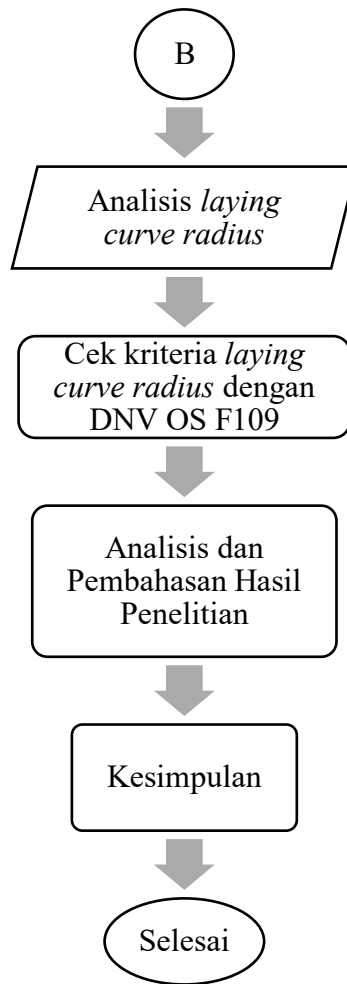 B
Analisis laying
curve radius
Cek kriteria laying
curve radius dengan
DNV OS F109
Analisis dan
Pembahasan Hasil
Penelitian
Kesimpulan
Selesai